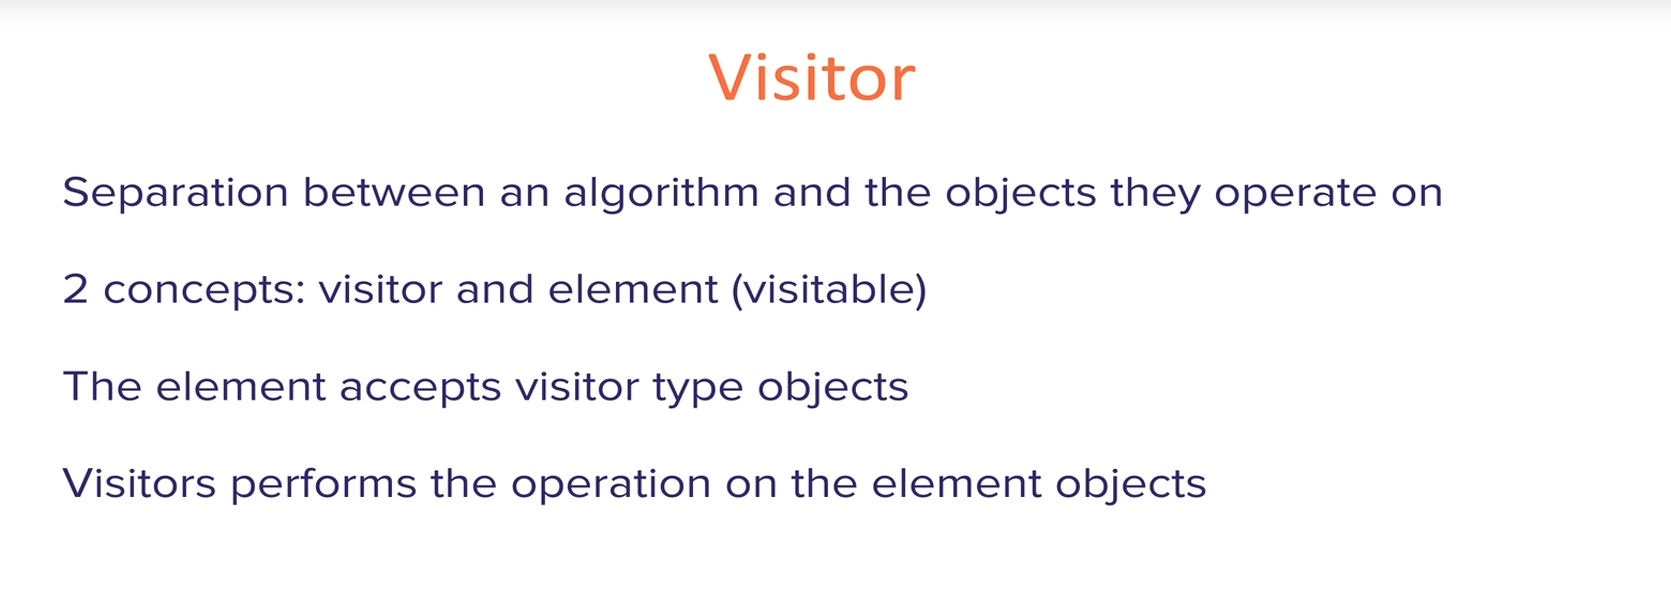 Visitor
Separation between an algorithm and the objects they operate on
2 concepts: visitor and element (visitable)
The element accepts visitor type objects
Visitors performs the operation on the element objects